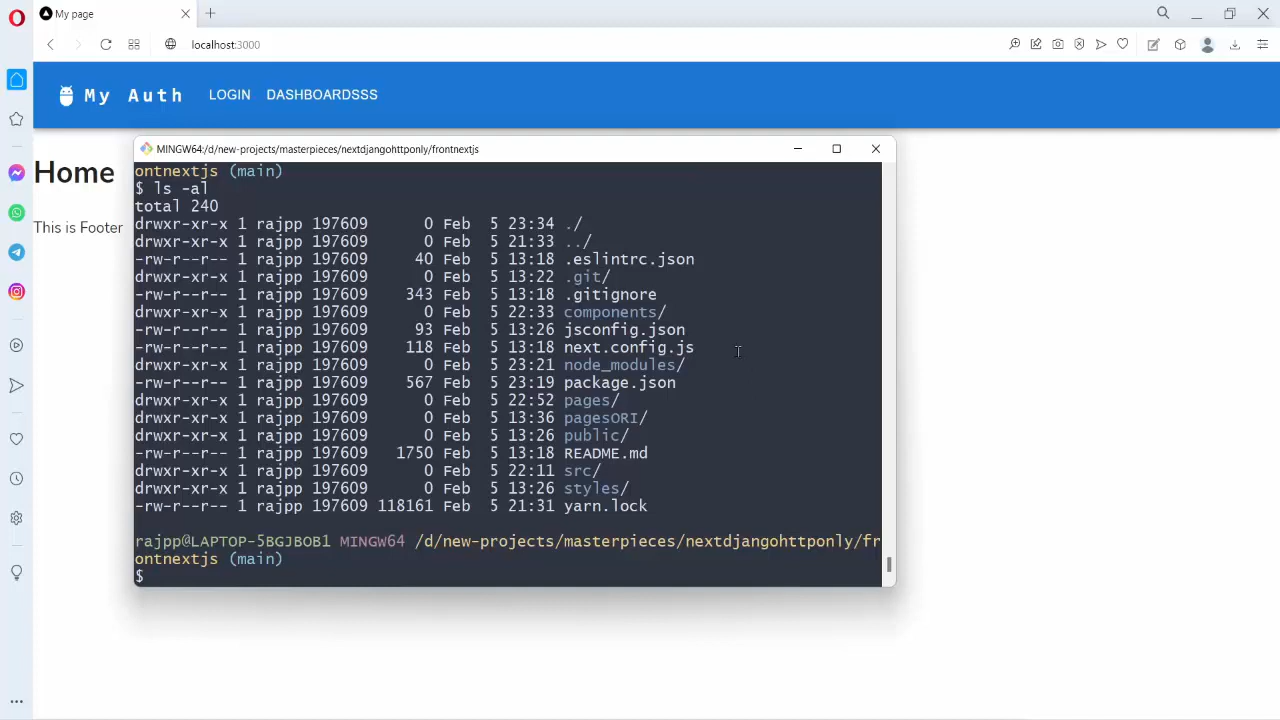 My page
localhost:3000
My Auth LOGIN DASHBOARDSSS
MINGW64:/d/new-projects/masterpieces/nextdjangohttponly/frontnextjs
Home
This is Footer
ontnextjs (main)
$ ls -al
total 240
drwxr-xr-x 1 rajpp 197609 0 Feb 5 23:34 ./
drwxr-xr-x 1 rajpp 197609 0 Feb 5 21:33 ../
-rw-r--r-- 1 rajpp 197609 40 Feb 5 13:18 .eslintrc.json
drwxr-xr-x 1 rajpp 197609 0 Feb 5 13:22 .git/
-rw-r--r-- 1 rajpp 197609 343 Feb 5 13:18 .gitignore
drwxr-xr-x 1 rajpp 197609 0 Feb 5 22:33 components/
-rw-r--r-- 1 rajpp 197609 93 Feb 5 13:26 jsconfig.json
-rw-r--r-- 1 rajpp 197609 118 Feb 5 13:18 next.config.js
drwxr-xr-x 1 rajpp 197609 0 Feb 5 23:21 node_modules/
-rw-r--r-- 1 rajpp 197609 567 Feb 5 23:19 package.json
drwxr-xr-x 1 rajpp 197609 0 Feb 5 22:52 pages/
drwxr-xr-x 1 rajpp 197609 0 Feb 5 13:36 pagesORI/
drwxr-xr-x 1 rajpp 197609 0 Feb 5 13:26 public/
-rw-r--r-- 1 rajpp 197609 1750 Feb 5 13:18 README.md
drwxr-xr-x 1 rajpp 197609 0 Feb 5 22:11 src/
drwxr-xr-x 1 rajpp 197609 0 Feb 5 13:26 styles/
-rw-r--r-- 1 rajpp 197609 118161 Feb 5 21:31 yarn.lock
rajpp@LAPTOP-5BGJBOB1 MINGW64 /d/new-projects/masterpieces/nextdjangohttponly/fr
ontnextjs (main)
$